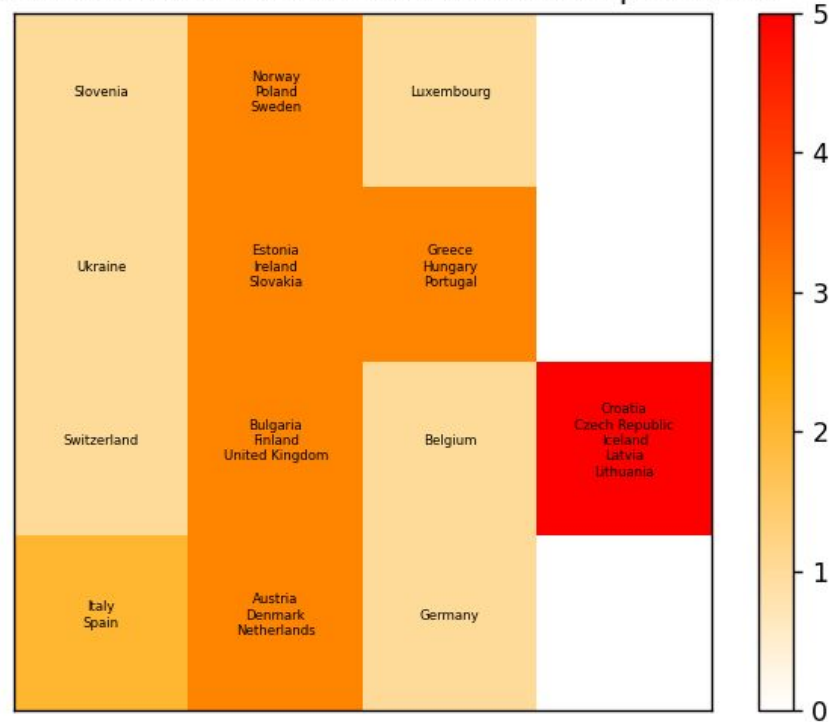 5
Slovenia
Norway
Poland
Sweden
Luxembourg
4
Ukraine
Estonia
Ireland
Slovakia
Greece
Hungary
Portugal
3
Switzerland
Bulgaria
Finland
United Kingdom
Belgium
Croatia
Czech Republic
Iceland
Latvia
Lithuania
2
1
Italy
Spain
Austria
Denmark
Netherlands
Germany
0